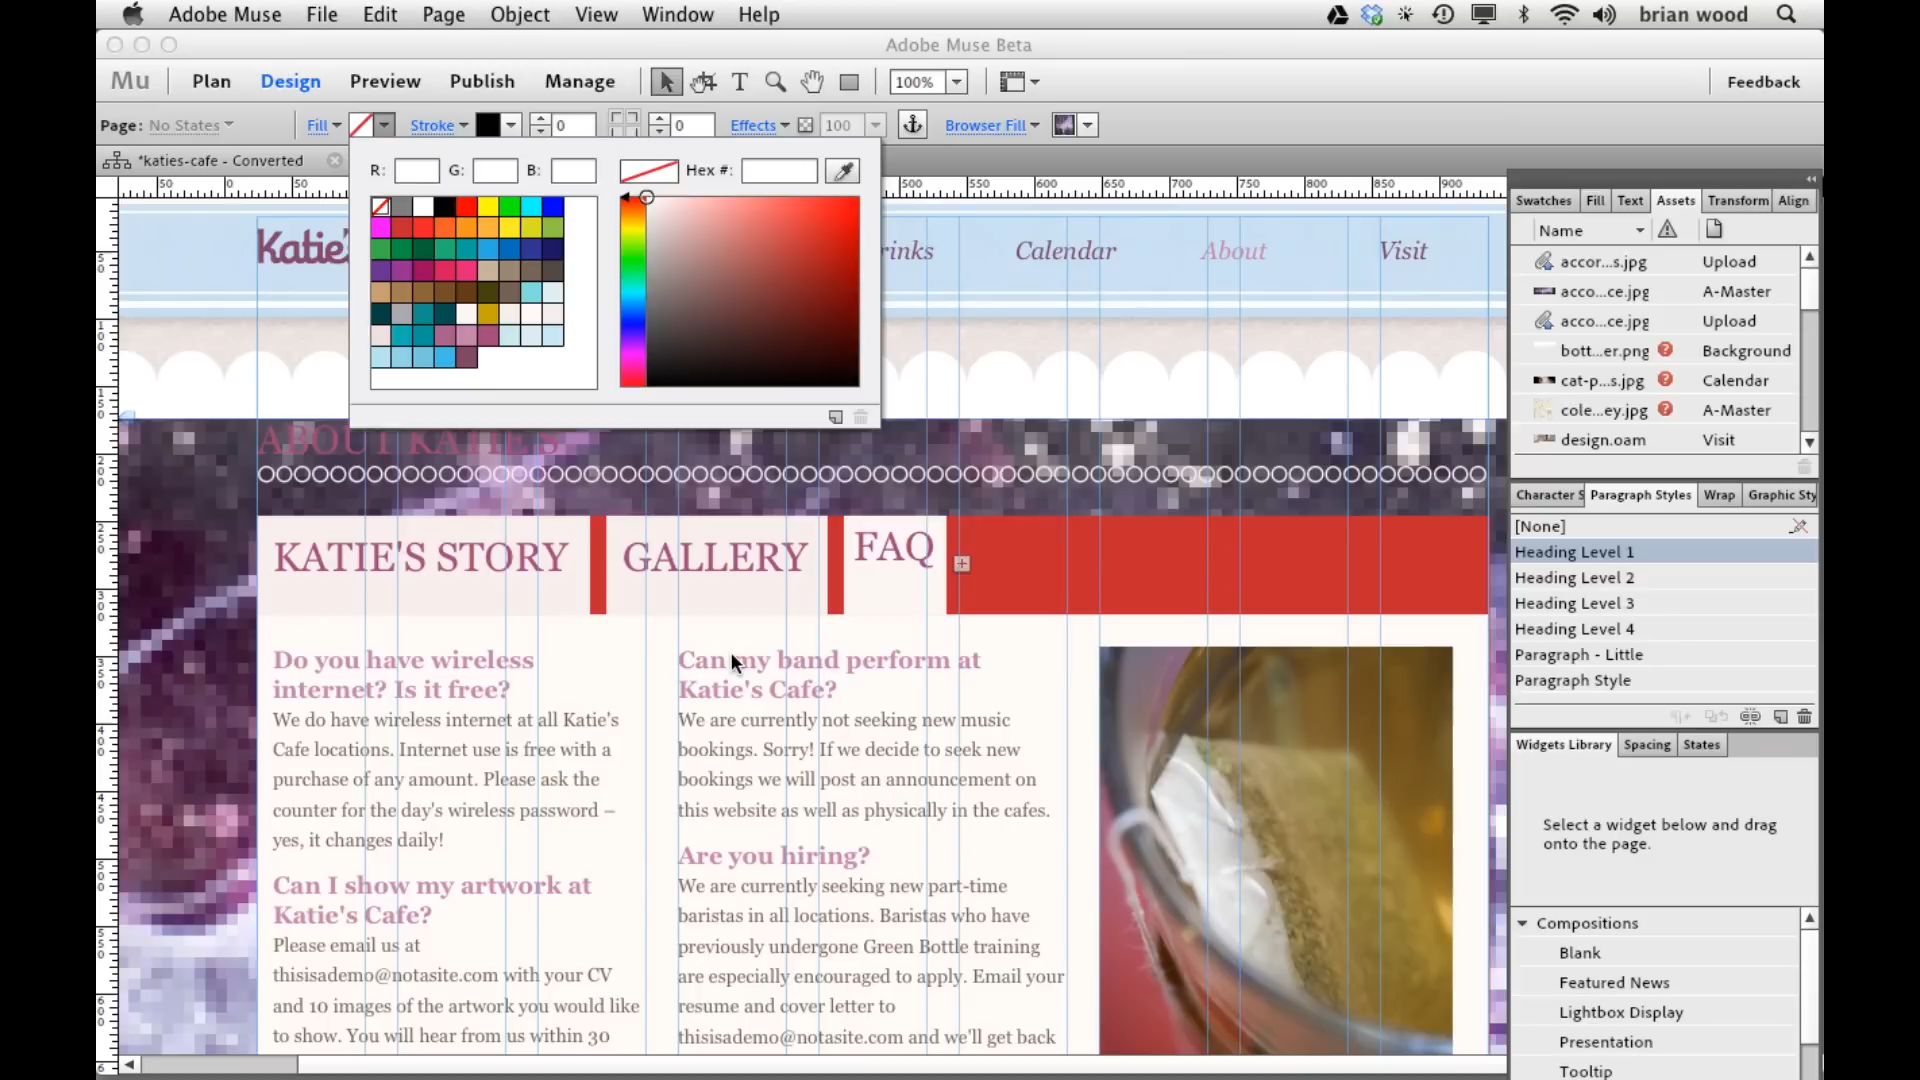 Adobe Muse File Edit Page Object View Window Help brian wood
Adobe Muse Beta
Mu Plan Design Preview Publish Manage T 100% Feedback
Page: No States Fill Stroke 0 0 Effects 100 Browser Fill
*katies-cafe - Converted
R: G: B: Hex #:
50 0 50 500 550 600 650 700 750 800 850 900
Swatches Fill Text Assets Transform Align
Name
Katie's rinks Calendar About Visit
accor...s.jpg Upload
acco...ce.jpg A-Master
acco...ce.jpg Upload
bott...er.png Background
cat-p...s.jpg Calendar
cole...ey.jpg A-Master
design.oam Visit
ABOUT KATIE'S
Character S Paragraph Styles Wrap Graphic Sty
[None]
Heading Level 1
Heading Level 2
Heading Level 3
Heading Level 4
Paragraph - Little
Paragraph Style
KATIE'S STORY GALLERY FAQ
Do you have wireless
internet? Is it free?
We do have wireless internet at all Katie's
Cafe locations. Internet use is free with a
purchase of any amount. Please ask the
counter for the day's wireless password –
yes, it changes daily!
Can I show my artwork at
Katie's Cafe?
Please email us at
thisisademo@notasite.com with your CV
and 10 images of the artwork you would like
to show. You will hear from us within 30
Can my band perform at
Katie's Cafe?
We are currently not seeking new music
bookings. Sorry! If we decide to seek new
bookings we will post an announcement on
this website as well as physically in the cafes.
Are you hiring?
We are currently seeking new part-time
baristas in all locations. Baristas who have
previously undergone Green Bottle training
are especially encouraged to apply. Email your
resume and cover letter to
thisisademo@notasite.com and we'll get back
Widgets Library Spacing States
Select a widget below and drag
onto the page.
Compositions
Blank
Featured News
Lightbox Display
Presentation
Tooltip